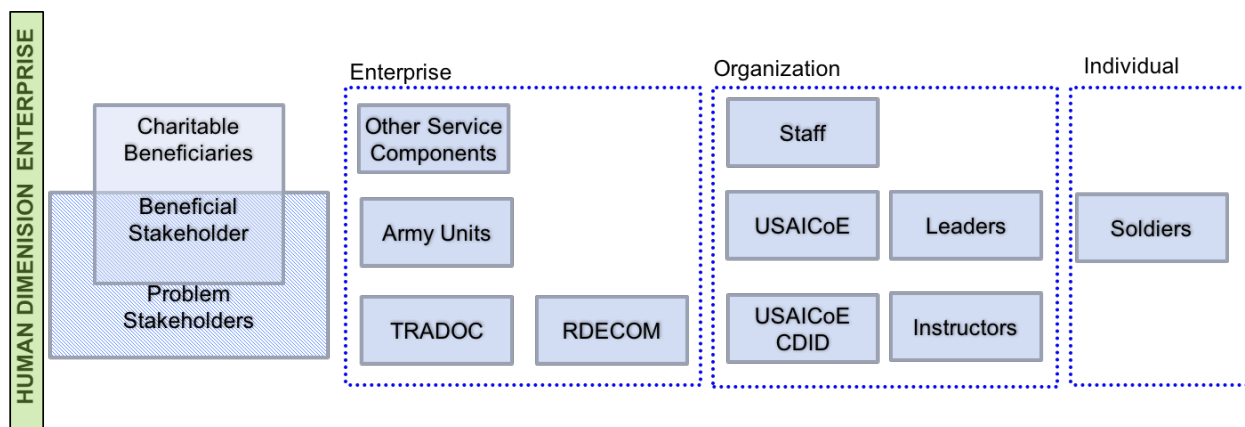 HUMAN DIMENISION ENTERPRISE
Charitable
Beneficiaries
Beneficial
Stakeholder
Problem
Stakeholders
Enterprise
Other Service
Components
Army Units
TRADOC
RDECOM
Organization
Staff
USAICoE
Leaders
USAICoE
CDID
Instructors
Individual
Soldiers